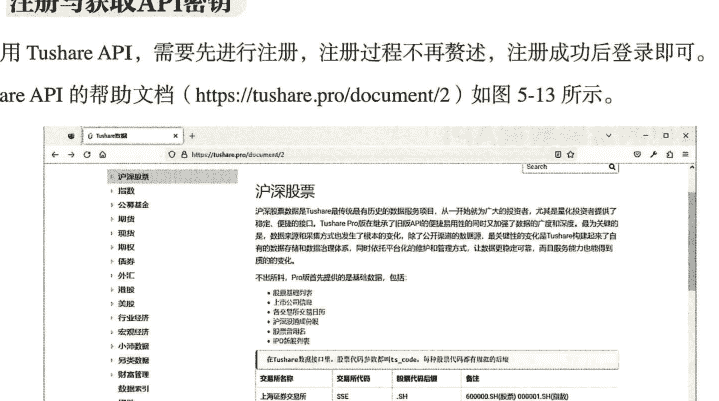 注册与获取API密钥
用 Tushare API，需要先进行注册，注册过程不再赘述，注册成功后登录即可。
are API 的帮助文档（https://tushare.pro/document/2）如图 5-13 所示。
Tushare数据 × +
https://tushare.pro/document/2
Search
沪深股票
指数
公募基金
期货
现货
期权
债券
外汇
港股
美股
行业经济
宏观经济
小沛数据
另类数据
财富管理
数据索引
沪深股票
沪深股票数据是Tushare最传统最有历史的数据服务项目，从一开始就为广大的投资者，尤其是量化投资者提供了
稳定、便捷的接口。Tushare Pro版在继承了旧版API的便捷易用性的同时又加强了数据的广度和深度。最为关键的
是，数据来源和采集方式也发生了根本的变化，除了公开渠道的数据源，最关键性的变化是Tushare构建起来了自
有的数据存储和数据治理体系，同时依托平台化的维护和管理方式，让数据更稳定可靠，而且服务能力也能得到
质的的变化。
不出所料，Pro版首先提供的是基础数据，包括：
• 股票基础列表
• 上市公司信息
• 各交易所交易日历
• 沪深股通成份股
• 股票曾用名
• IPO新股列表
在Tushare数据接口里，股票代码参数都叫ts_code，每种股票代码都有规范的后缀
交易所名称 交易所代码 股票代码后缀 备注
上海证券交易所 SSE .SH 600000.SH(股票) 000001.SH(指数)